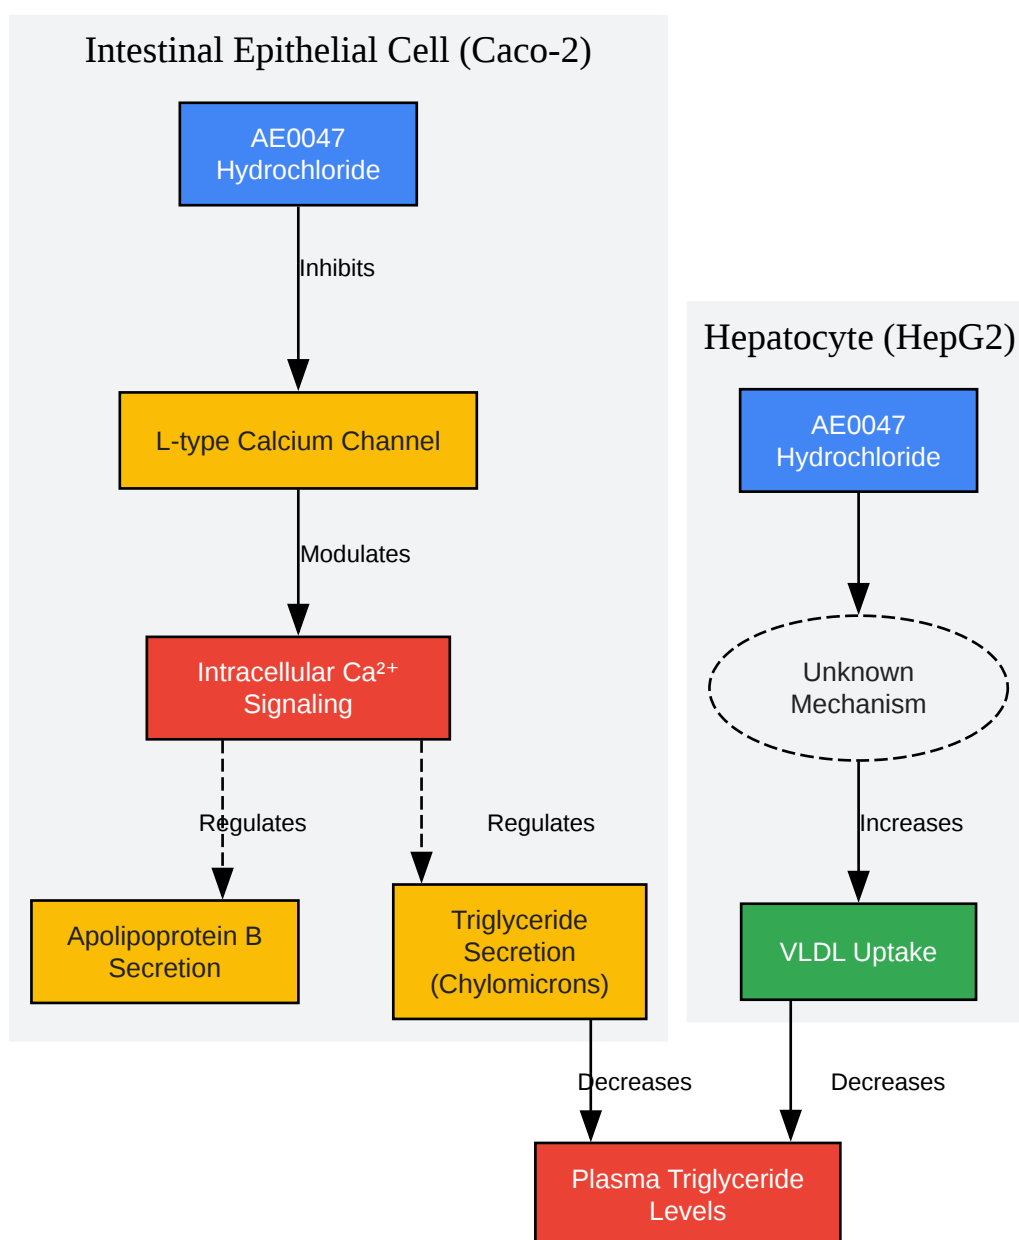 Intestinal Epithelial Cell (Caco-2)
AE0047
Hydrochloride
Inhibits
L-type Calcium Channel
Modulates
Intracellular Ca²⁺
Signaling
Regulates
Regulates
Apolipoprotein B
Secretion
Triglyceride
Secretion
(Chylomicrons)
Hepatocyte (HepG2)
AE0047
Hydrochloride
Unknown
Mechanism
Increases
VLDL Uptake
Decreases
Decreases
Plasma Triglyceride
Levels